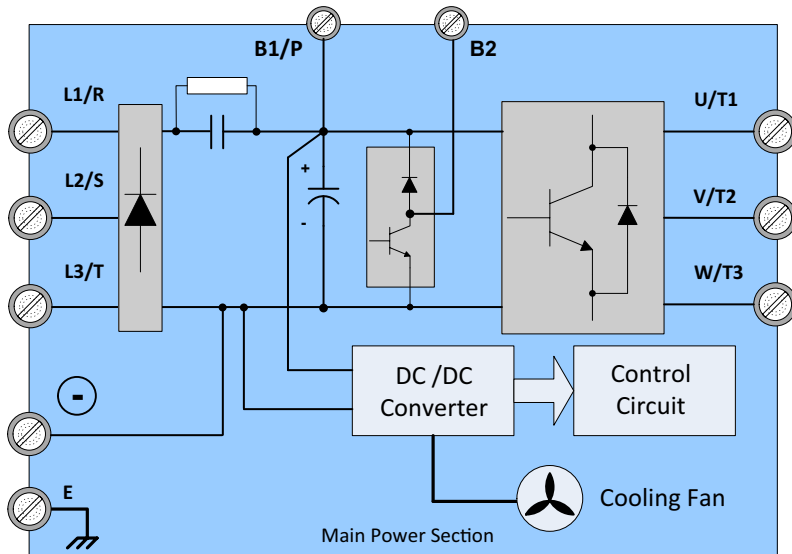 B1/P
B2
L1/R
U/T1
L2/S
V/T2
L3/T
W/T3
+
-
-
DC /DC
Converter
Control
Circuit
E
Cooling Fan
Main Power Section